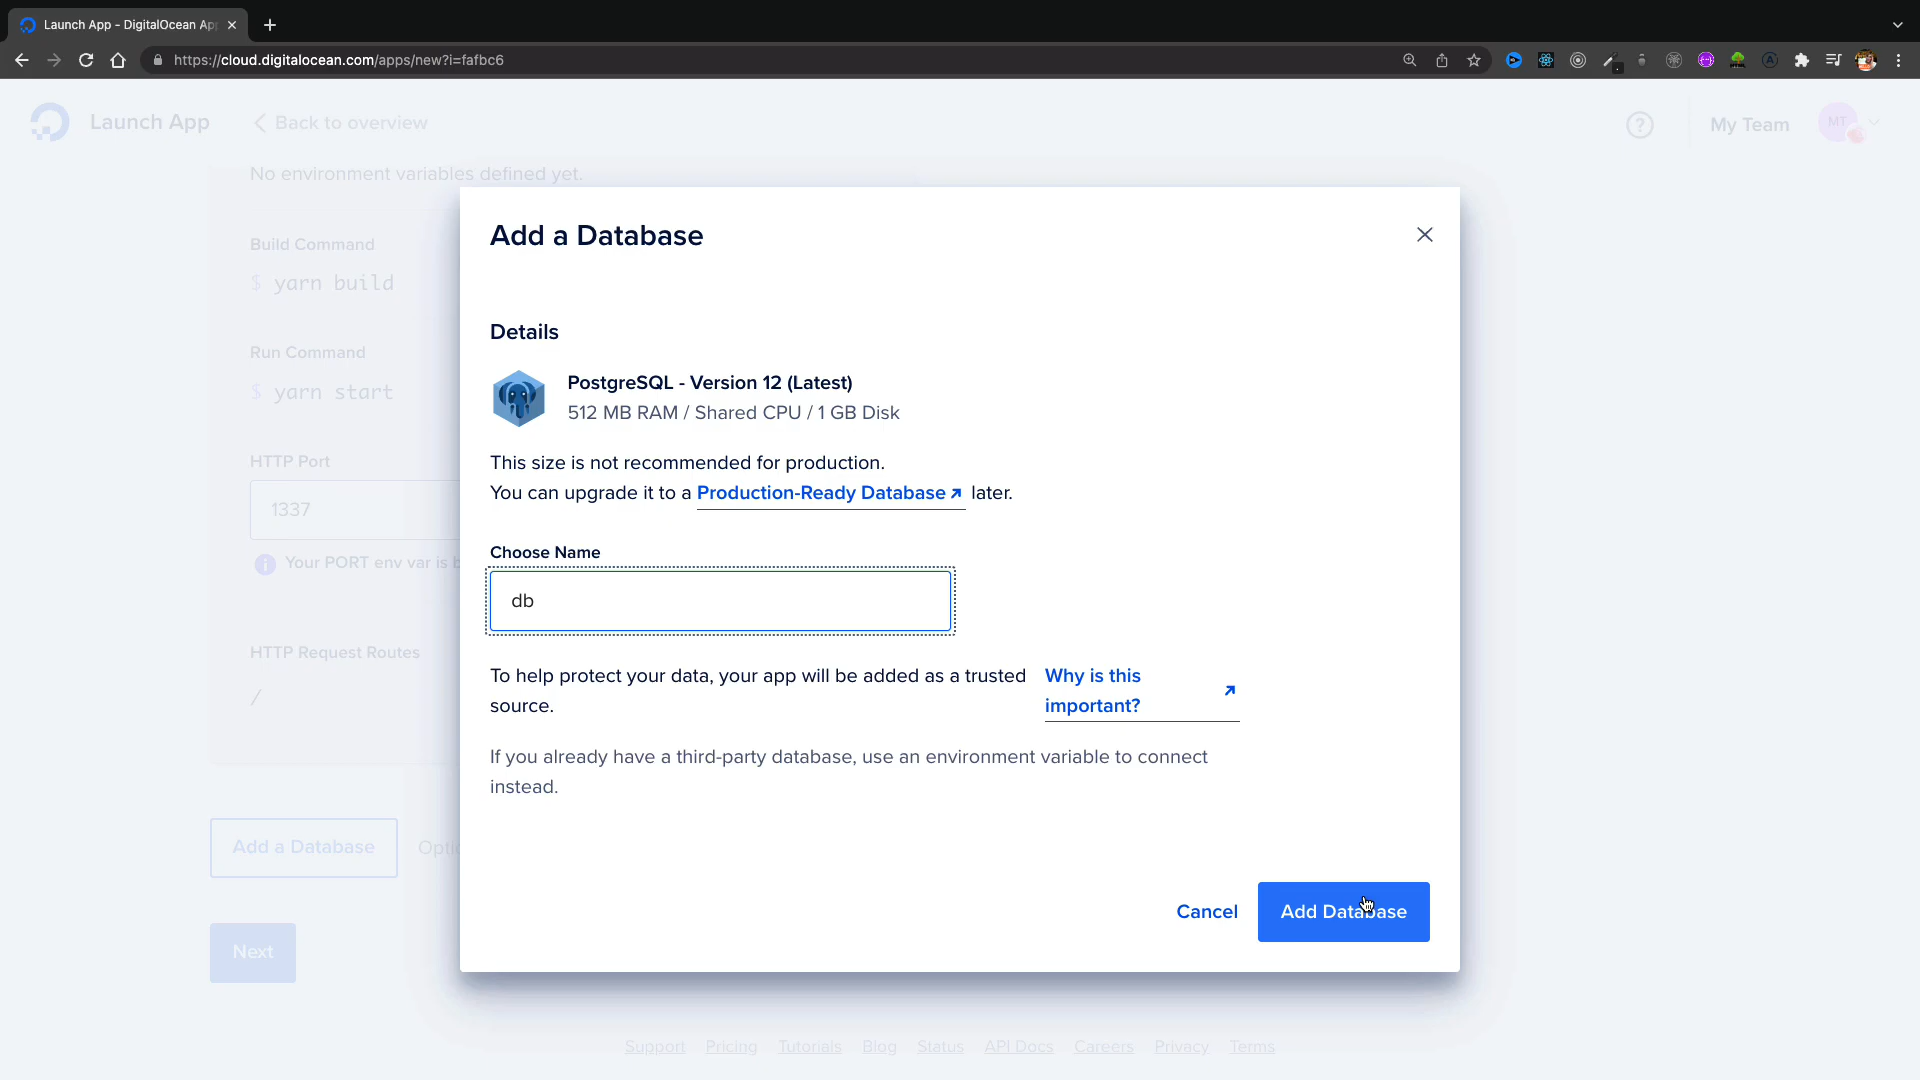 Launch App - DigitalOcean Ap
https://cloud.digitalocean.com/apps/new?i=fafbc6
Launch App
Back to overview
My Team
MT
No environment variables defined yet.
Build Command
$ yarn build
Run Command
$ yarn start
HTTP Port
1337
Your PORT env var is
HTTP Request Routes
/
Add a Database
Next
Add a Database
Details
PostgreSQL - Version 12 (Latest)
512 MB RAM / Shared CPU / 1 GB Disk
This size is not recommended for production.
You can upgrade it to a Production-Ready Database later.
Choose Name
db
To help protect your data, your app will be added as a trusted
source.
Why is this
important?
If you already have a third-party database, use an environment variable to connect
instead.
Cancel
Add Database
Support Pricing Tutorials Blog Status API Docs Careers Privacy Terms